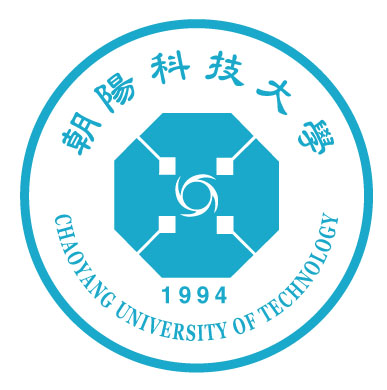 朝陽科技大學
1994
CHAOYANG UNIVERSITY OF TECHNOLOGY